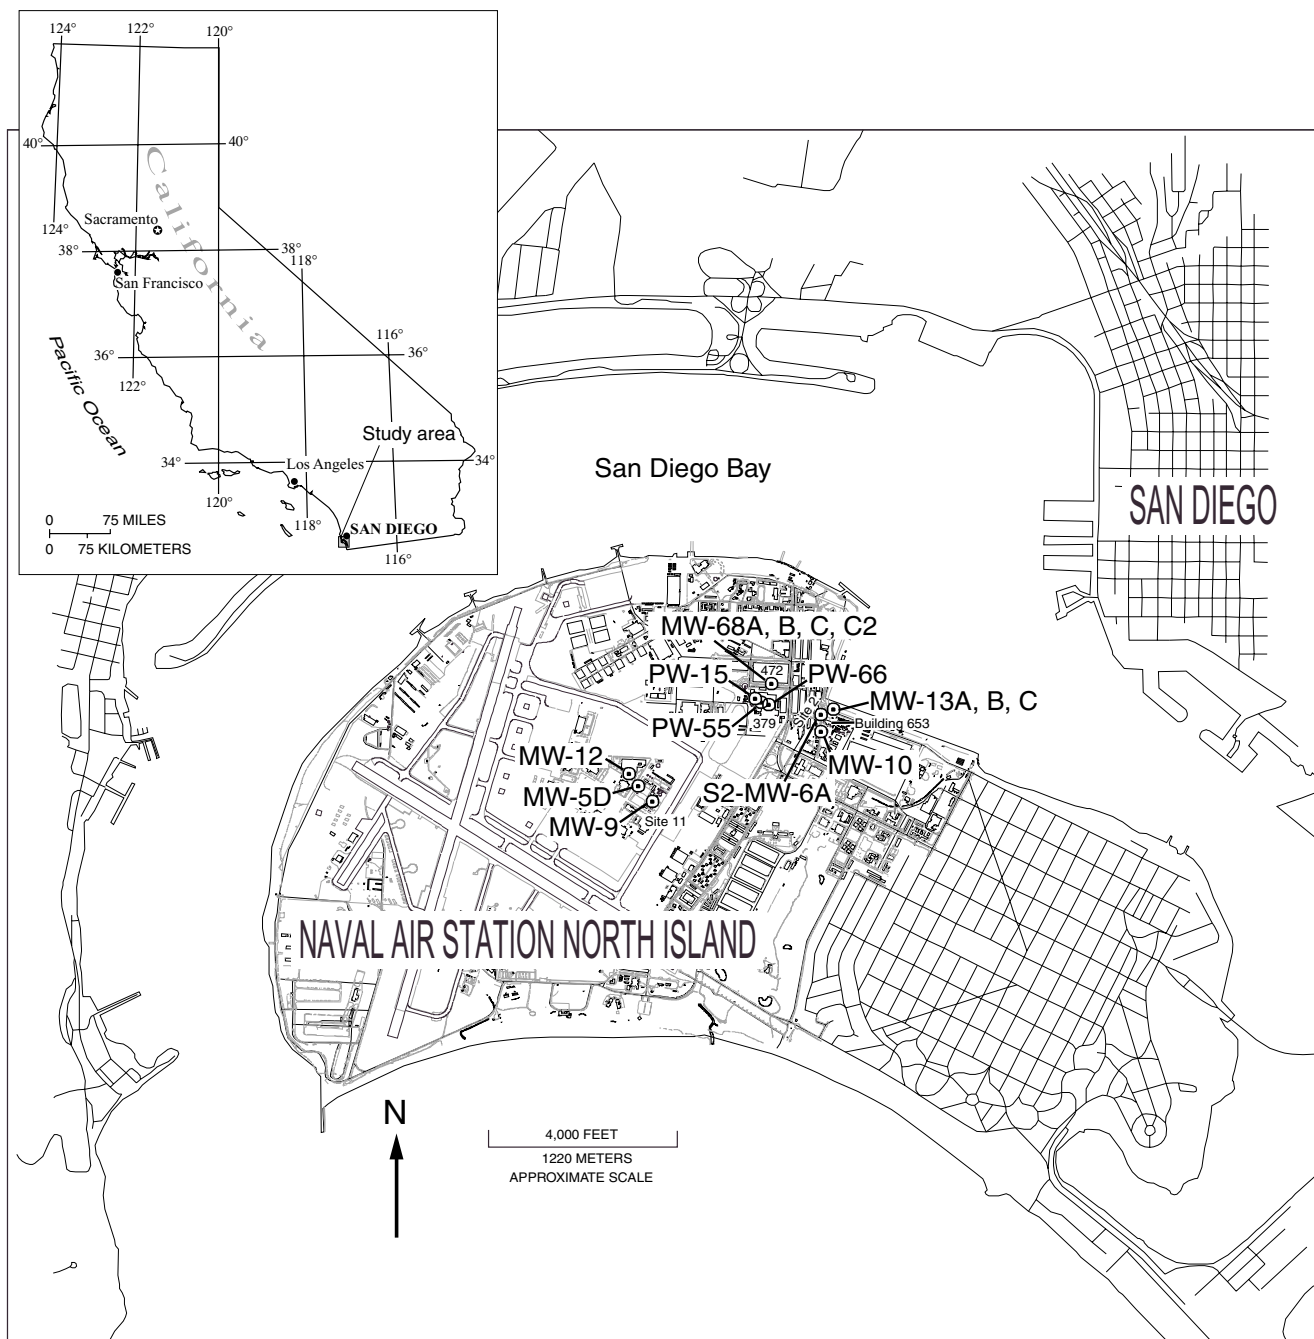 124°
122°
120°
40°
40°
California
Sacramento
124°
38°
38°
118°
San Francisco
116°
36°
36°
122°
Pacific Ocean
Study area
34°
Los Angeles
34°
120°
118°
SAN DIEGO
116°
0 75 MILES
0 75 KILOMETERS
San Diego Bay
SAN DIEGO
MW-68A, B, C, C2
472
PW-15
PW-66
MW-13A, B, C
PW-55
379
Site 2
Building 653
MW-12
MW-10
MW-5D
S2-MW-6A
MW-9
Site 11
NAVAL AIR STATION NORTH ISLAND
N
4,000 FEET
1220 METERS
APPROXIMATE SCALE